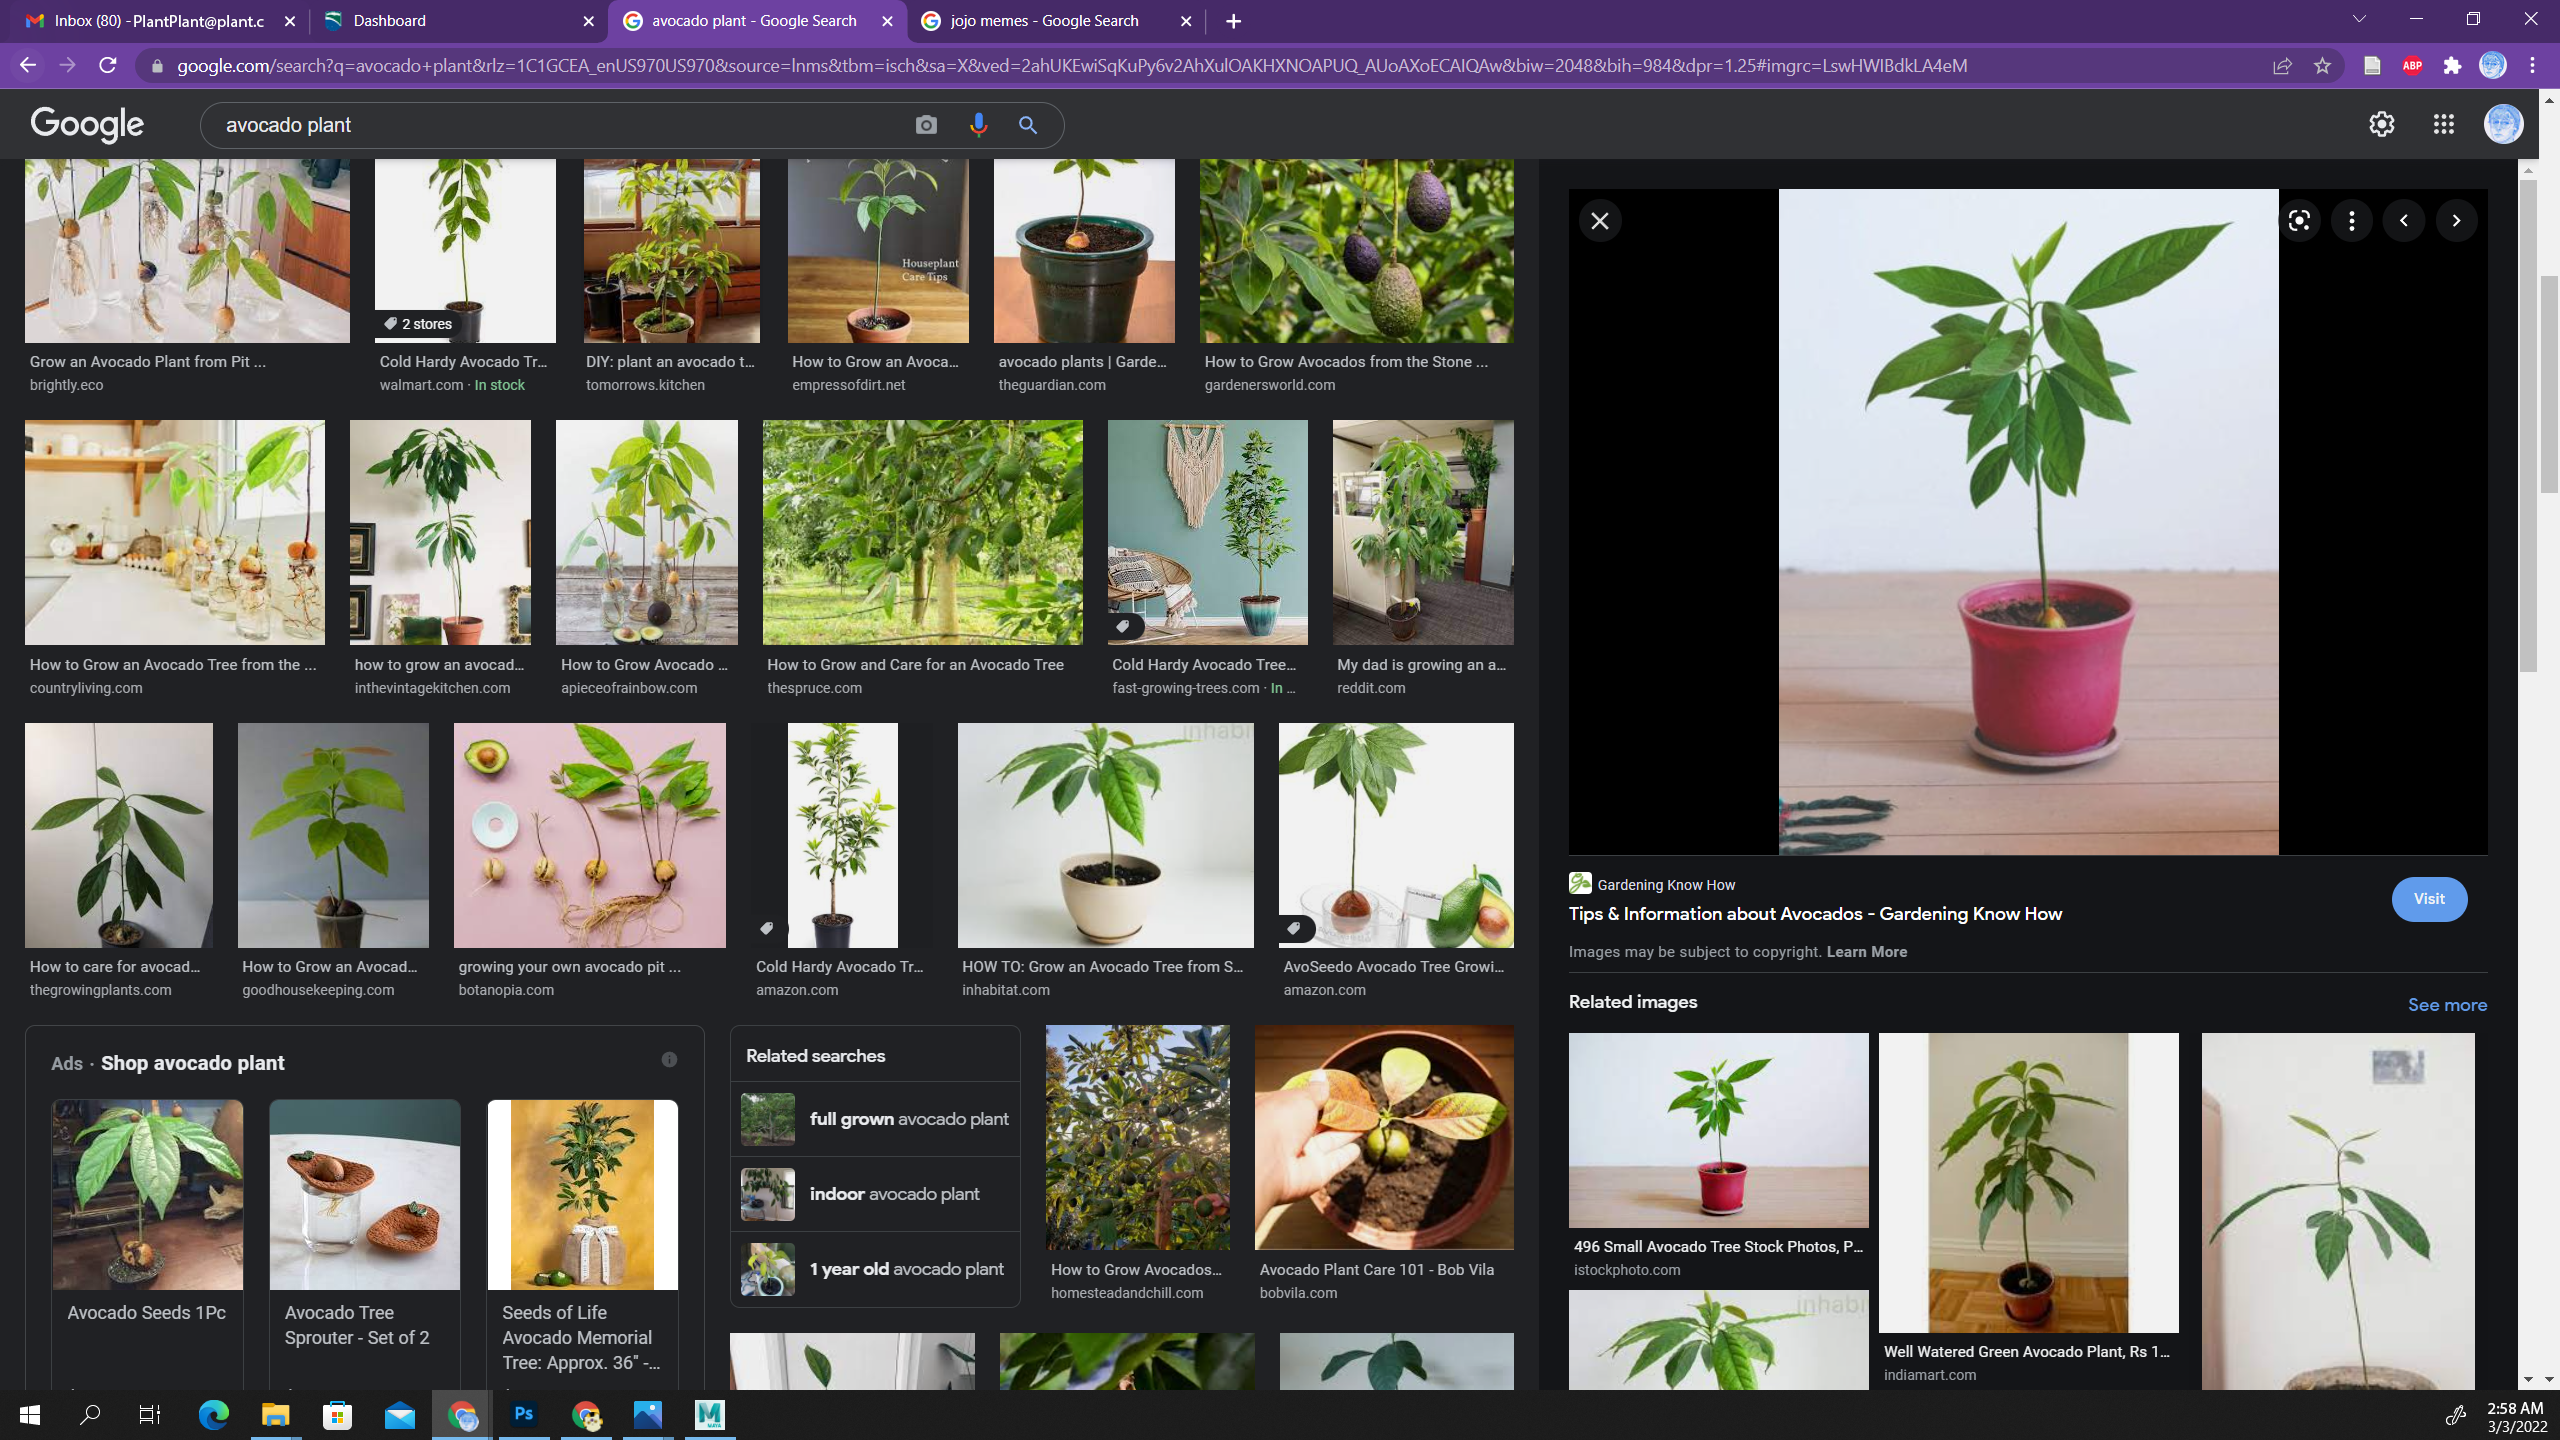 Inbox (80) - PlantPlant@plant.c
Dashboard
avocado plant - Google Search
jojo memes - Google Search
google.com/search?q=avocado+plant&rlz=1C1GCEA_enUS970US970&source=lnms&tbm=isch&sa=X&ved=2ahUKEwiSqKuPy6v2AhXulOAKHXNOAPUQ_AUoAXoECAIQAw&biw=2048&bih=984&dpr=1.25#imgrc=LswHWIBdkLA4eM
ABP
Google
avocado plant
Houseplant
Care Tips
2 stores
Grow an Avocado Plant from Pit ...
brightly.eco
Cold Hardy Avocado Tr...
walmart.com · In stock
DIY: plant an avocado t...
tomorrows.kitchen
How to Grow an Avoca...
empressofdirt.net
avocado plants | Garde...
theguardian.com
How to Grow Avocados from the Stone ...
gardenersworld.com
How to Grow an Avocado Tree from the ...
countryliving.com
how to grow an avocad...
inthevintagekitchen.com
How to Grow Avocado ...
apieceofrainbow.com
How to Grow and Care for an Avocado Tree
thespruce.com
Cold Hardy Avocado Tree...
fast-growing-trees.com · In ...
My dad is growing an a...
reddit.com
inhabi
How to care for avocad...
thegrowingplants.com
How to Grow an Avocad...
goodhousekeeping.com
growing your own avocado pit ...
botanopia.com
Cold Hardy Avocado Tr...
amazon.com
HOW TO: Grow an Avocado Tree from S...
inhabitat.com
AvoSeedo Avocado Tree Growi...
amazon.com
Ads · Shop avocado plant
Avocado Seeds 1Pc
Avocado Tree
Sprouter - Set of 2
Seeds of Life
Avocado Memorial
Tree: Approx. 36" -...
Related searches
full grown avocado plant
indoor avocado plant
1 year old avocado plant
How to Grow Avocados...
homesteadandchill.com
Avocado Plant Care 101 - Bob Vila
bobvila.com
Gardening Know How
Tips & Information about Avocados - Gardening Know How
Visit
Images may be subject to copyright. Learn More
Related images
See more
496 Small Avocado Tree Stock Photos, P...
istockphoto.com
inhabi
Well Watered Green Avocado Plant, Rs 1...
indiamart.com
Ps
M
2:58 AM
3/3/2022